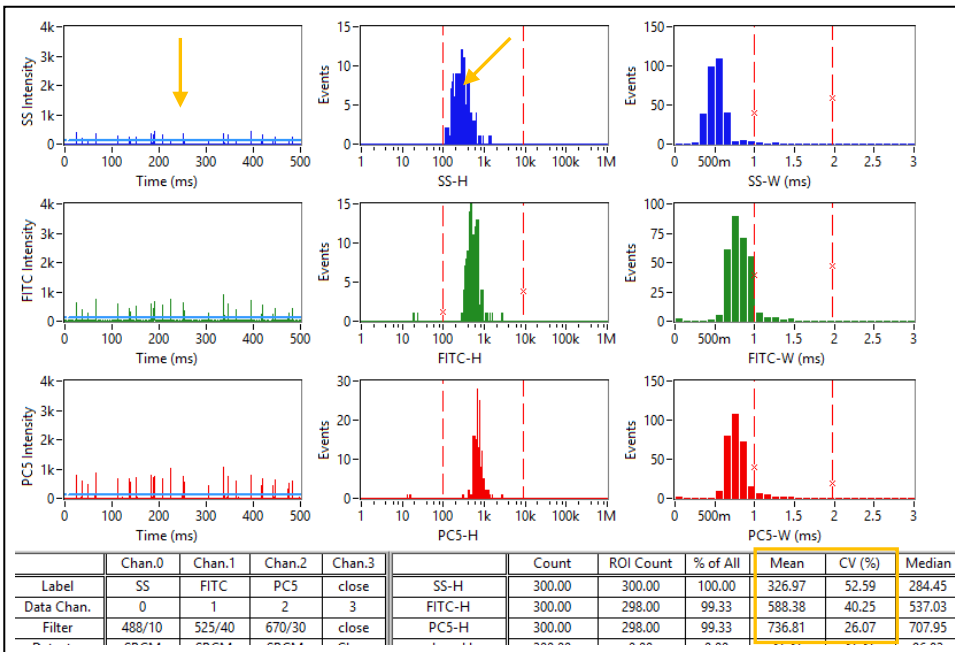 SS Intensity
4k
3k
2k
1k
0
0 100 200 300 400 500
Time (ms)
Events
15
10
5
0
1 10 100 1k 10k 100k 1M
SS-H
Events
150
100
50
0
0 500m 1 1.5 2 2.5 3
SS-W (ms)
FITC Intensity
4k
3k
2k
1k
0
0 100 200 300 400 500
Time (ms)
Events
15
10
5
0
1 10 100 1k 10k 100k 1M
FITC-H
Events
100
75
50
25
0
0 500m 1 1.5 2 2.5 3
FITC-W (ms)
PC5 Intensity
4k
3k
2k
1k
0
0 100 200 300 400 500
Time (ms)
Events
30
20
10
0
1 10 100 1k 10k 100k 1M
PC5-H
Events
150
100
50
0
0 500m 1 1.5 2 2.5 3
PC5-W (ms)
Chan.0 Chan.1 Chan.2 Chan.3 Count ROI Count % of All Mean CV (%) Median
Label SS FITC PC5 close SS-H 300.00 300.00 100.00 326.97 52.59 284.45
Data Chan. 0 1 2 3 FITC-H 300.00 298.00 99.33 588.38 40.25 537.03
Filter 488/10 525/40 670/30 close PC5-H 300.00 298.00 99.33 736.81 26.07 707.95